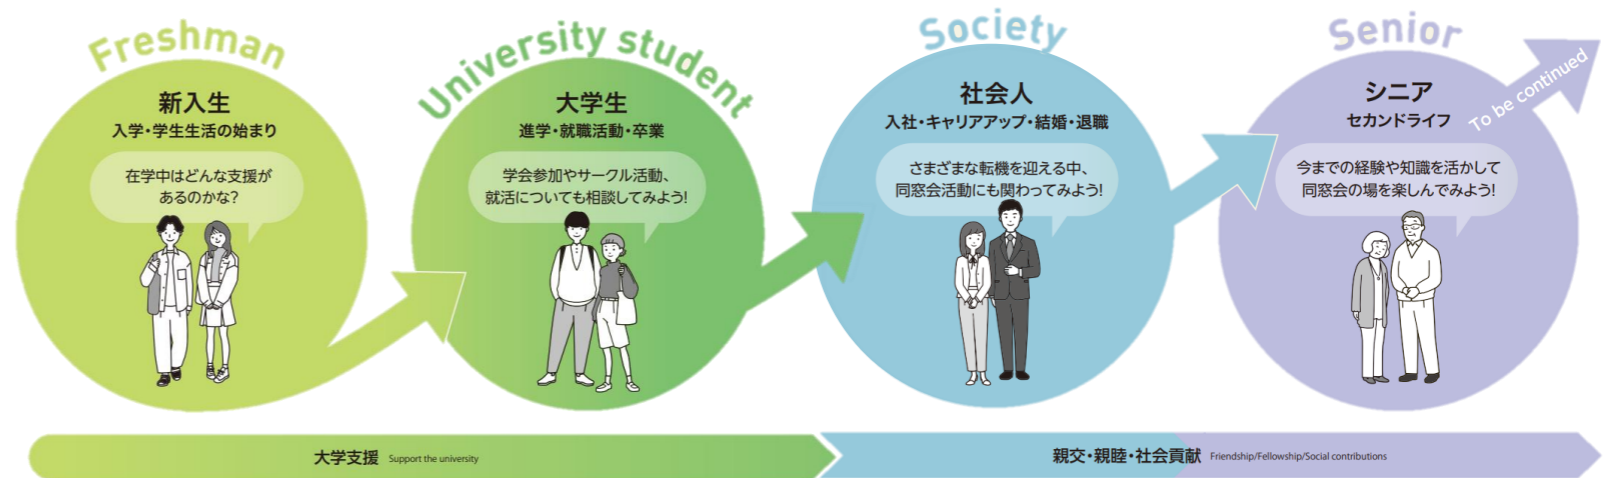 Freshman
新入生
入学・学生生活の始まり
在学中はどんな支援が
あるのかな?
University student
大学生
進学・就職活動・卒業
学会参加やサークル活動、
就活についても相談してみよう!
Society
社会人
入社・キャリアアップ・結婚・退職
さまざまな転機を迎える中、
同窓会活動にも関わってみよう!
Senior
シニア
セカンドライフ
今までの経験や知識を活かして
同窓会の場を楽しんでみよう!
To be continued
大学支援 Support the university
親交・親睦・社会貢献 Friendship/Fellowship/Social contributions